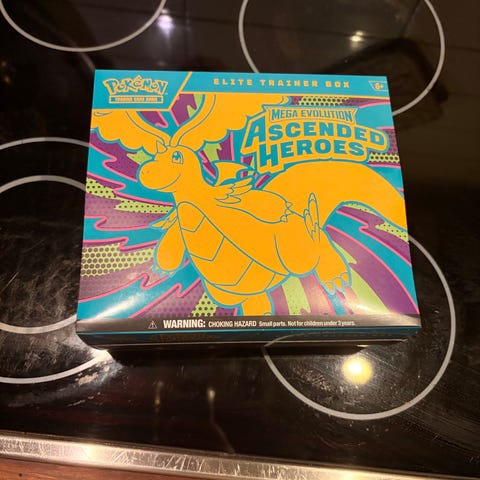 POKéMON
TRADING CARD GAME
ELITE TRAINER BOX
6+
MEGA EVOLUTION
ASCENDED
HEROES
WARNING: CHOKING HAZARD Small parts. Not for children under 3 years.